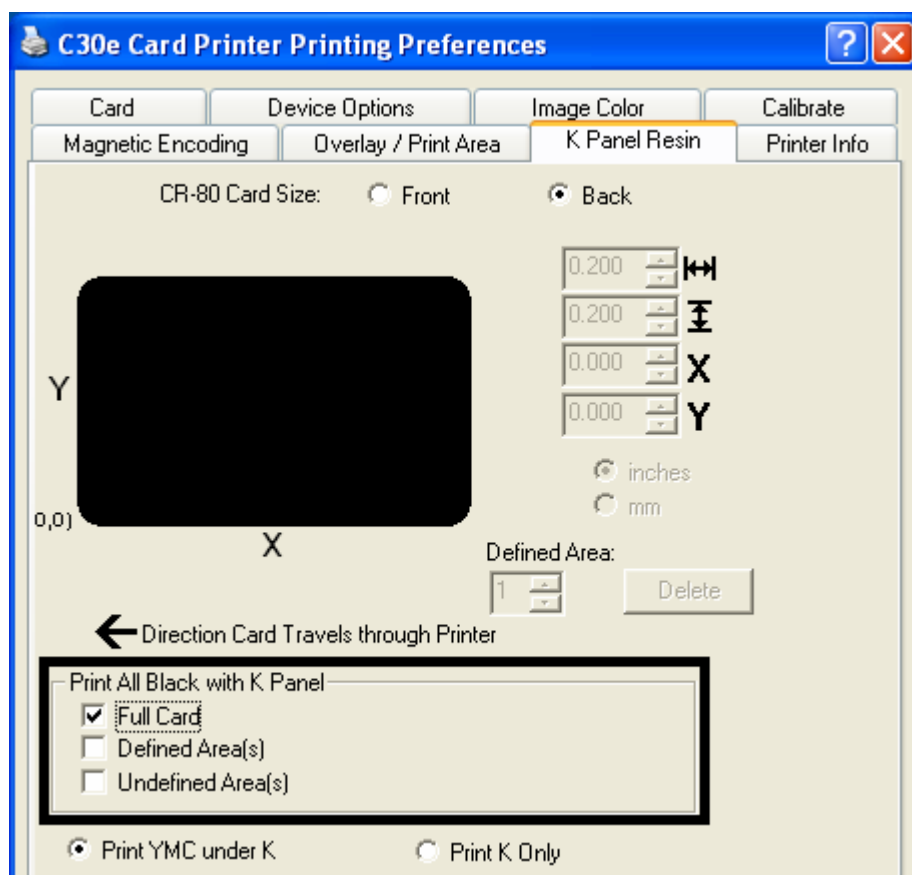 C30e Card Printer Printing Preferences
?
Card Device Options Image Color Calibrate
Magnetic Encoding Overlay / Print Area K Panel Resin Printer Info
CR-80 Card Size: Front Back
0.200
0.200
0.000 X
0.000 Y
Y
inches
mm
0,0)
X
Defined Area:
1 Delete
Direction Card Travels through Printer
Print All Black with K Panel
Full Card
Defined Area(s)
Undefined Area(s)
Print YMC under K Print K Only